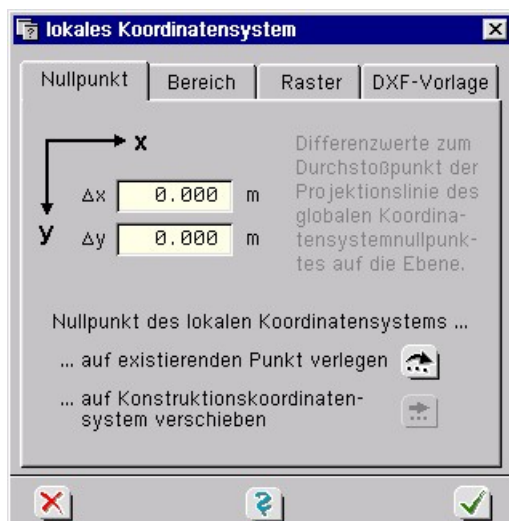 lokales Koordinatensystem
Nullpunkt
Bereich
Raster
DXF-Vorlage
x
y
Δx 0.000 m
Δy 0.000 m
Differenzwerte zum
Durchstoßpunkt der
Projektionslinie des
globalen Koordina-
tensystemnullpunk-
tes auf die Ebene.
Nullpunkt des lokalen Koordinatensystems ...
... auf existierenden Punkt verlegen
... auf Konstruktionskoordinaten-
system verschieben